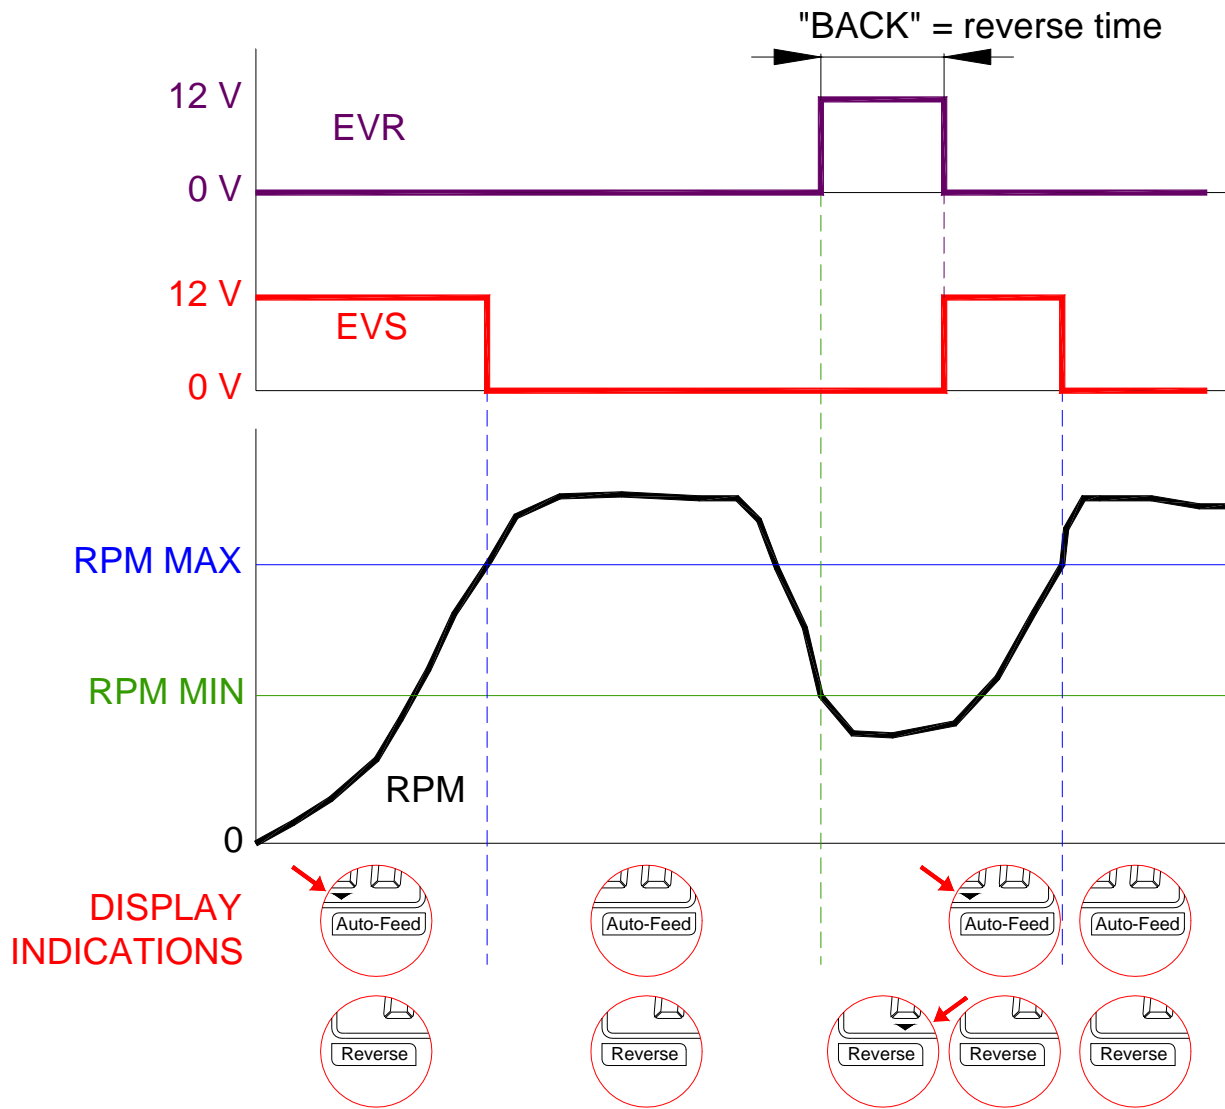 "BACK" = reverse time
12 V
EVR
0 V
12 V
EVS
0 V
RPM MAX
RPM MIN
RPM
0
DISPLAY
INDICATIONS
Auto-Feed
Auto-Feed
Auto-Feed
Auto-Feed
Reverse
Reverse
Reverse
Reverse
Reverse